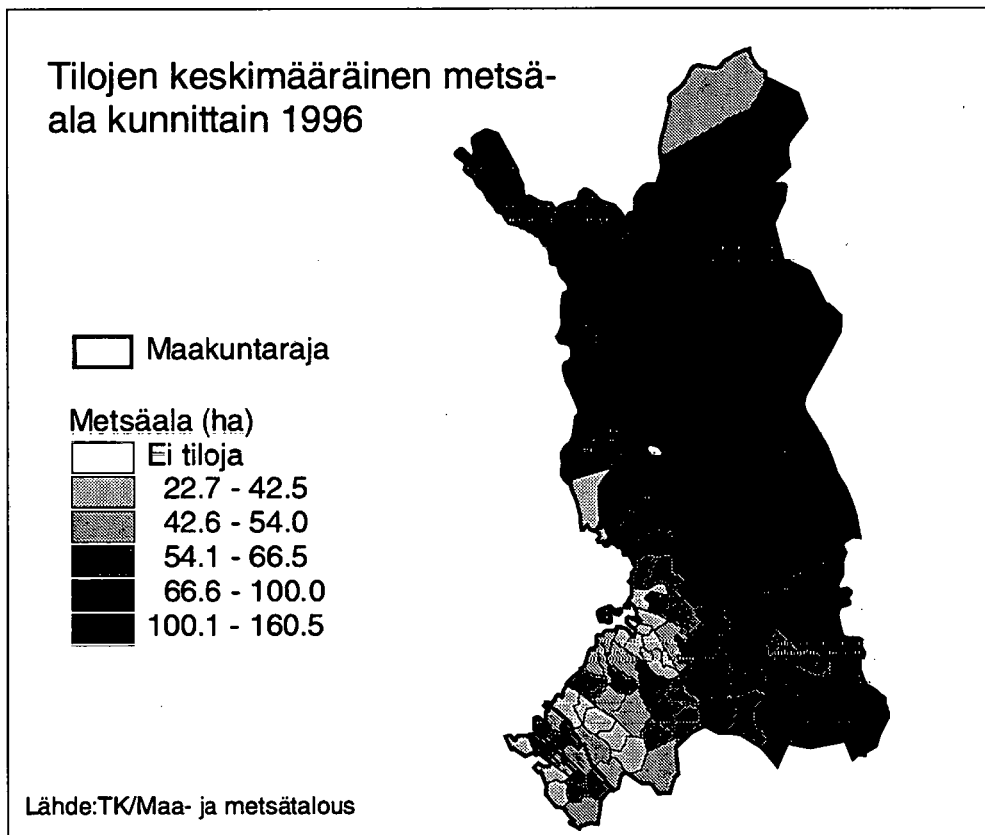 Tilojen keskimääräinen metsä-
ala kunnittain 1996
Maakuntaraja
Metsäala (ha)
Ei tiloja
22.7 - 42.5
42.6 - 54.0
54.1 - 66.5
66.6 - 100.0
100.1 - 160.5
Lähde:TK/Maa- ja metsätalous